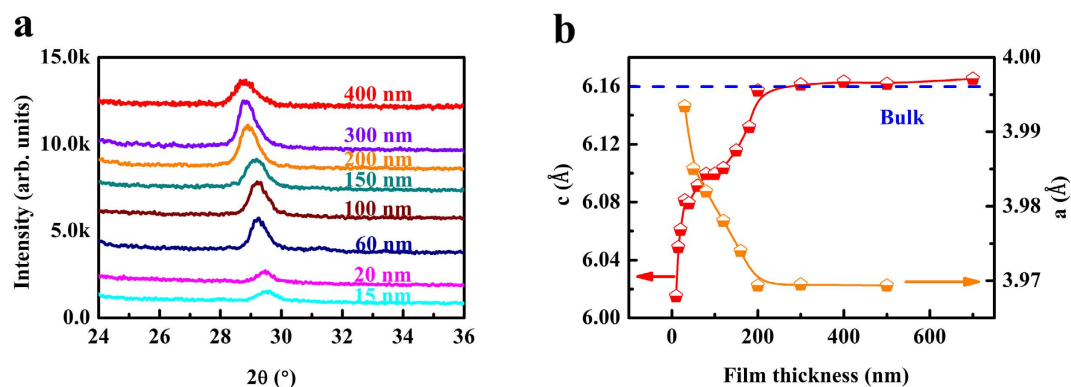 a
15.0k
10.0k
5.0k
0.0
Intensity (arb. units)
400 nm
300 nm
200 nm
150 nm
100 nm
60 nm
20 nm
15 nm
24 26 28 30 32 34 36
2θ (°)
b
6.16
6.12
6.08
6.04
6.00
c (Å)
Bulk
4.00
3.99
3.98
3.97
a (Å)
0 200 400 600
Film thickness (nm)